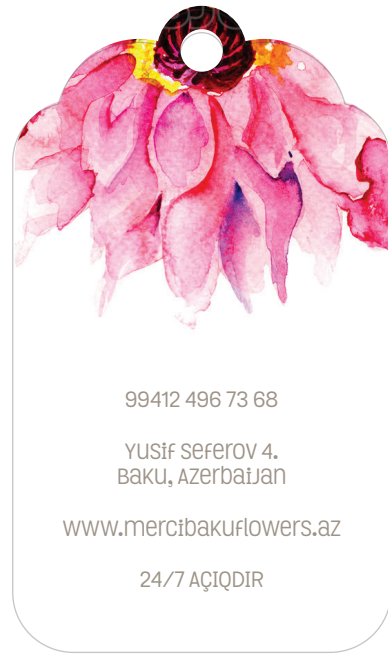 99412 496 73 68
Yusif Seferov 4.
Baku, Azerbaijan
www.mercibakuflowers.az
24/7 AÇIQDIR